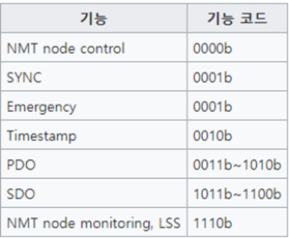 기능 기능 코드
NMT node control 0000b
SYNC 0001b
Emergency 0001b
Timestamp 0010b
PDO 0011b~1010b
SDO 1011b~1100b
NMT node monitoring, LSS 1110b